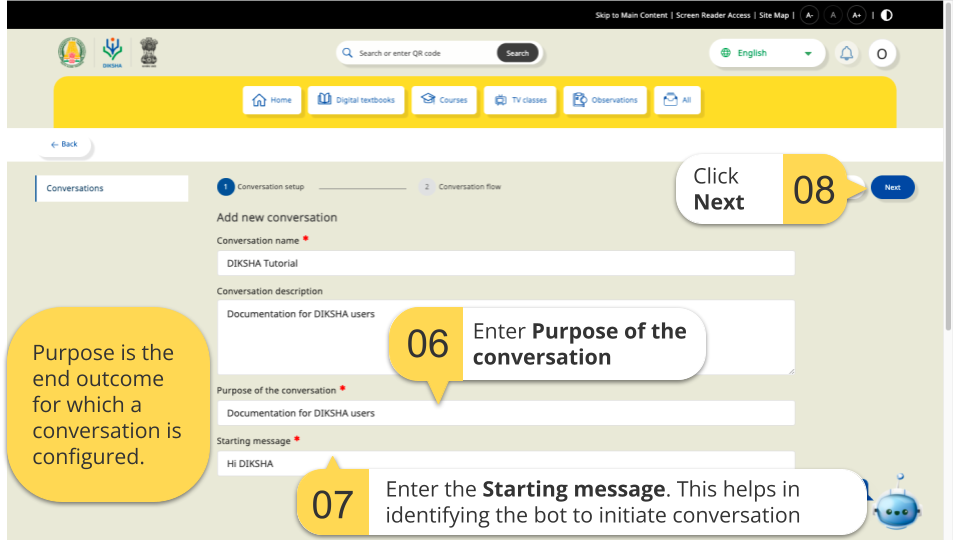 Skip to Main Content | Screen Reader Access | Site Map | A- A A+ |
DIKSHA
Search or enter QR code Search English O
Home Digital textbooks Courses TV classes Observations All
← Back
Conversations
1 Conversation setup 2 Conversation flow
Click
Next
08
Next
Add new conversation
Conversation name *
DIKSHA Tutorial
Conversation description
Documentation for DIKSHA users
06
Enter Purpose of the
conversation
Purpose is the
end outcome
for which a
conversation is
configured.
Purpose of the conversation *
Documentation for DIKSHA users
Starting message *
Hi DIKSHA
07
Enter the Starting message. This helps in
identifying the bot to initiate conversation